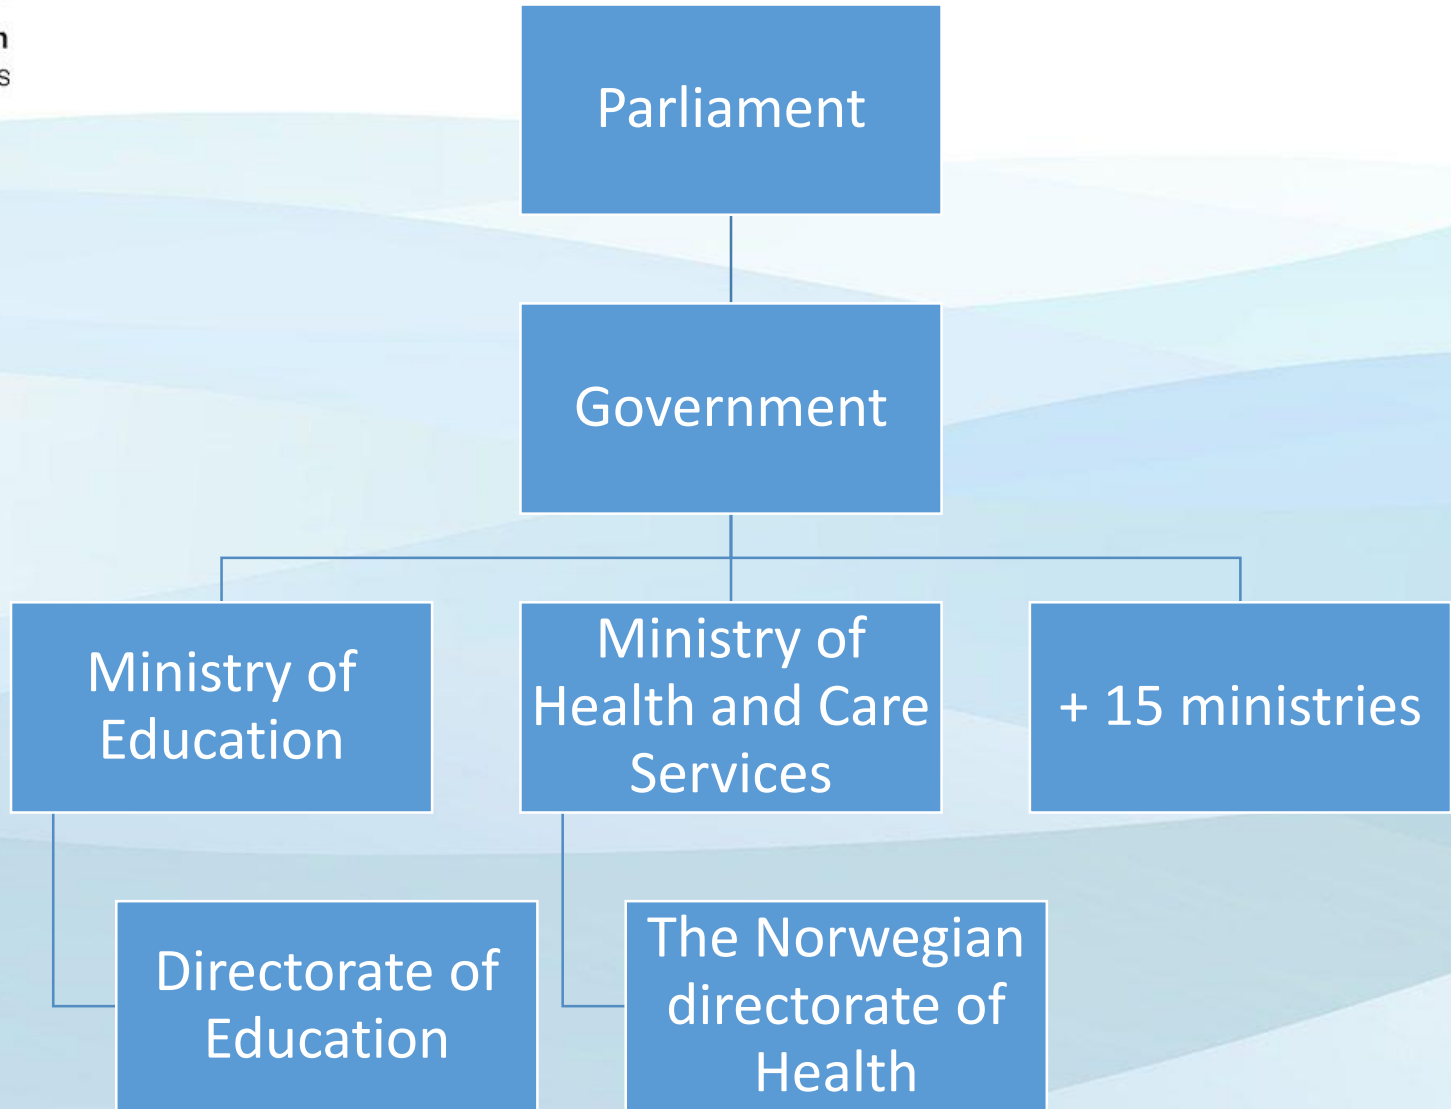 Parliament
Government
Ministry of
Education
Ministry of
Health and Care
Services
+ 15 ministries
Directorate of
Education
The Norwegian
directorate of
Health